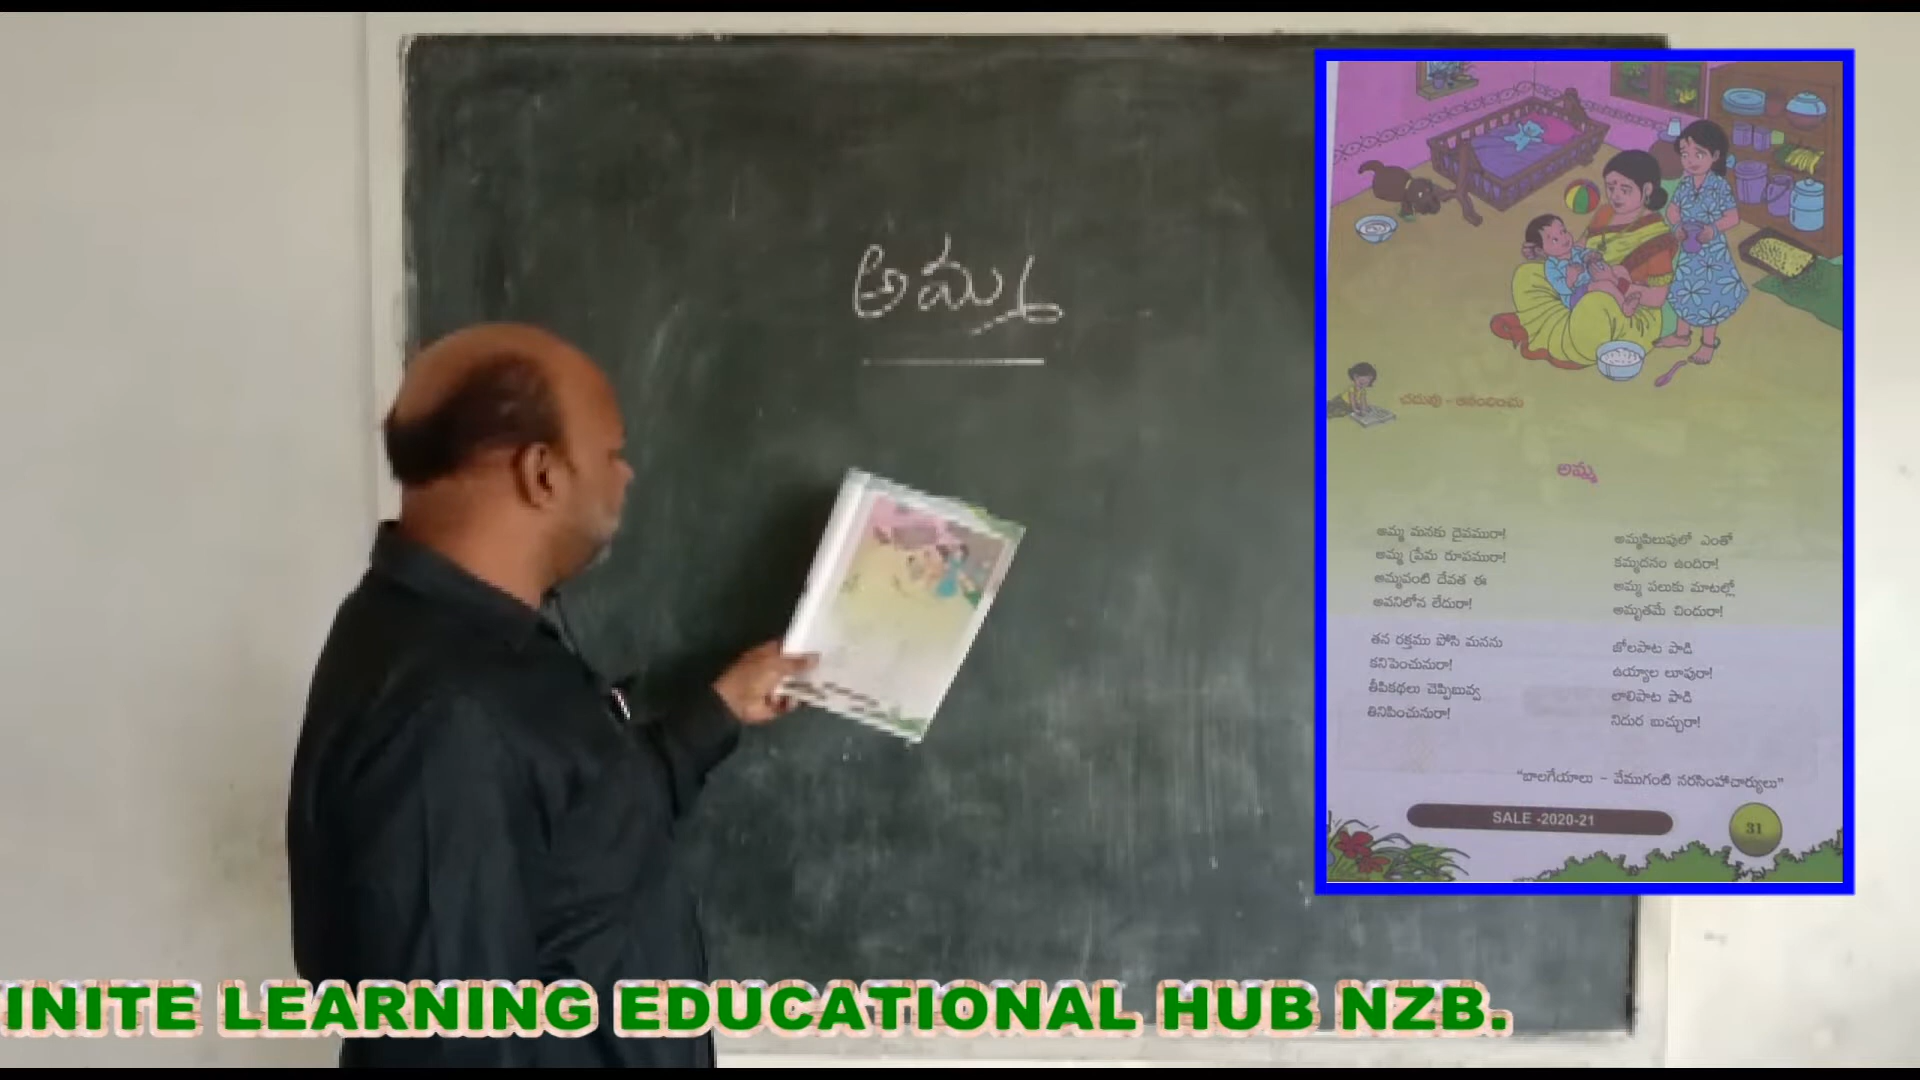 అమ్మ
చదువు - ఆనందించు
అమ్మ
అమ్మ మనకు దైవమురా!
అమ్మ ప్రేమ రూపమురా!
అమ్మవంటి దేవత ఈ
అవనిలోన లేదురా!
తన రక్తము పోసి మనను
కనిపెంచునురా!
తీపికథలు చెప్పిబువ్వ
తినిపించునురా!
అమ్మపిలుపులో ఎంతో
కమ్మదనం ఉందిరా!
అమ్మ పలుకు మాటల్లో
అమృతమే చిందురా!
జోలపాట పాడి
ఉయ్యాల లూపురా!
లాలిపాట పాడి
నిదుర బుచ్చురా!
"బాలగేయాలు - వేముగంటి నరసింహాచార్యులు"
SALE -2020-21
31
INITE LEARNING EDUCATIONAL HUB NZB.